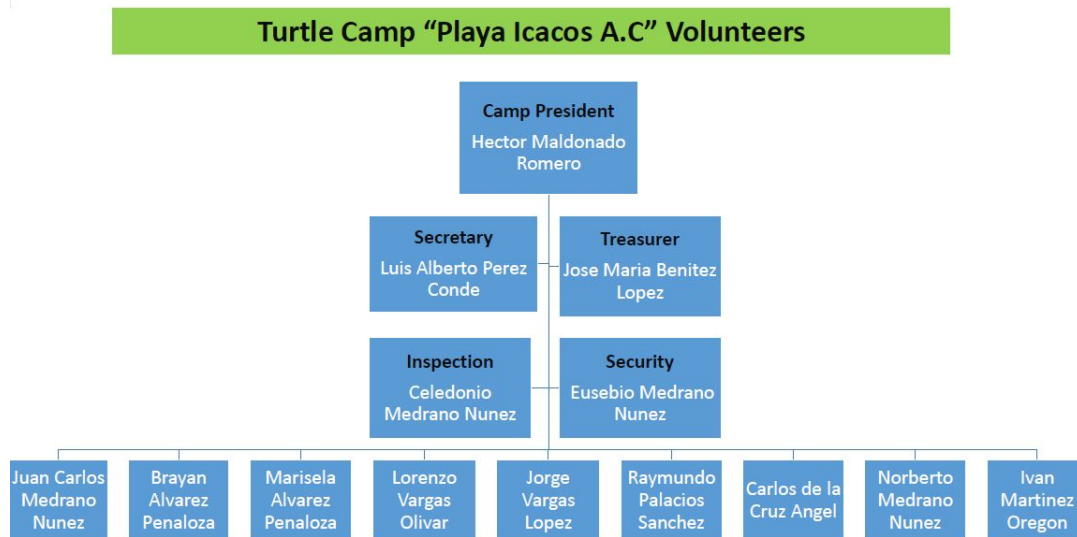 Turtle Camp “Playa Icacos A.C” Volunteers
Camp President
Hector Maldonado
Romero
Secretary
Luis Alberto Perez
Conde
Treasurer
Jose Maria Benitez
Lopez
Inspection
Celedonio
Medrano Nunez
Security
Eusebio Medrano
Nunez
Juan Carlos
Medrano
Nunez
Brayan
Alvarez
Penaloza
Marisela
Alvarez
Penaloza
Lorenzo
Vargas
Olivar
Jorge
Vargas
Lopez
Raymundo
Palacios
Sanchez
Carlos de la
Cruz Angel
Norberto
Medrano
Nunez
Ivan
Martinez
Oregon